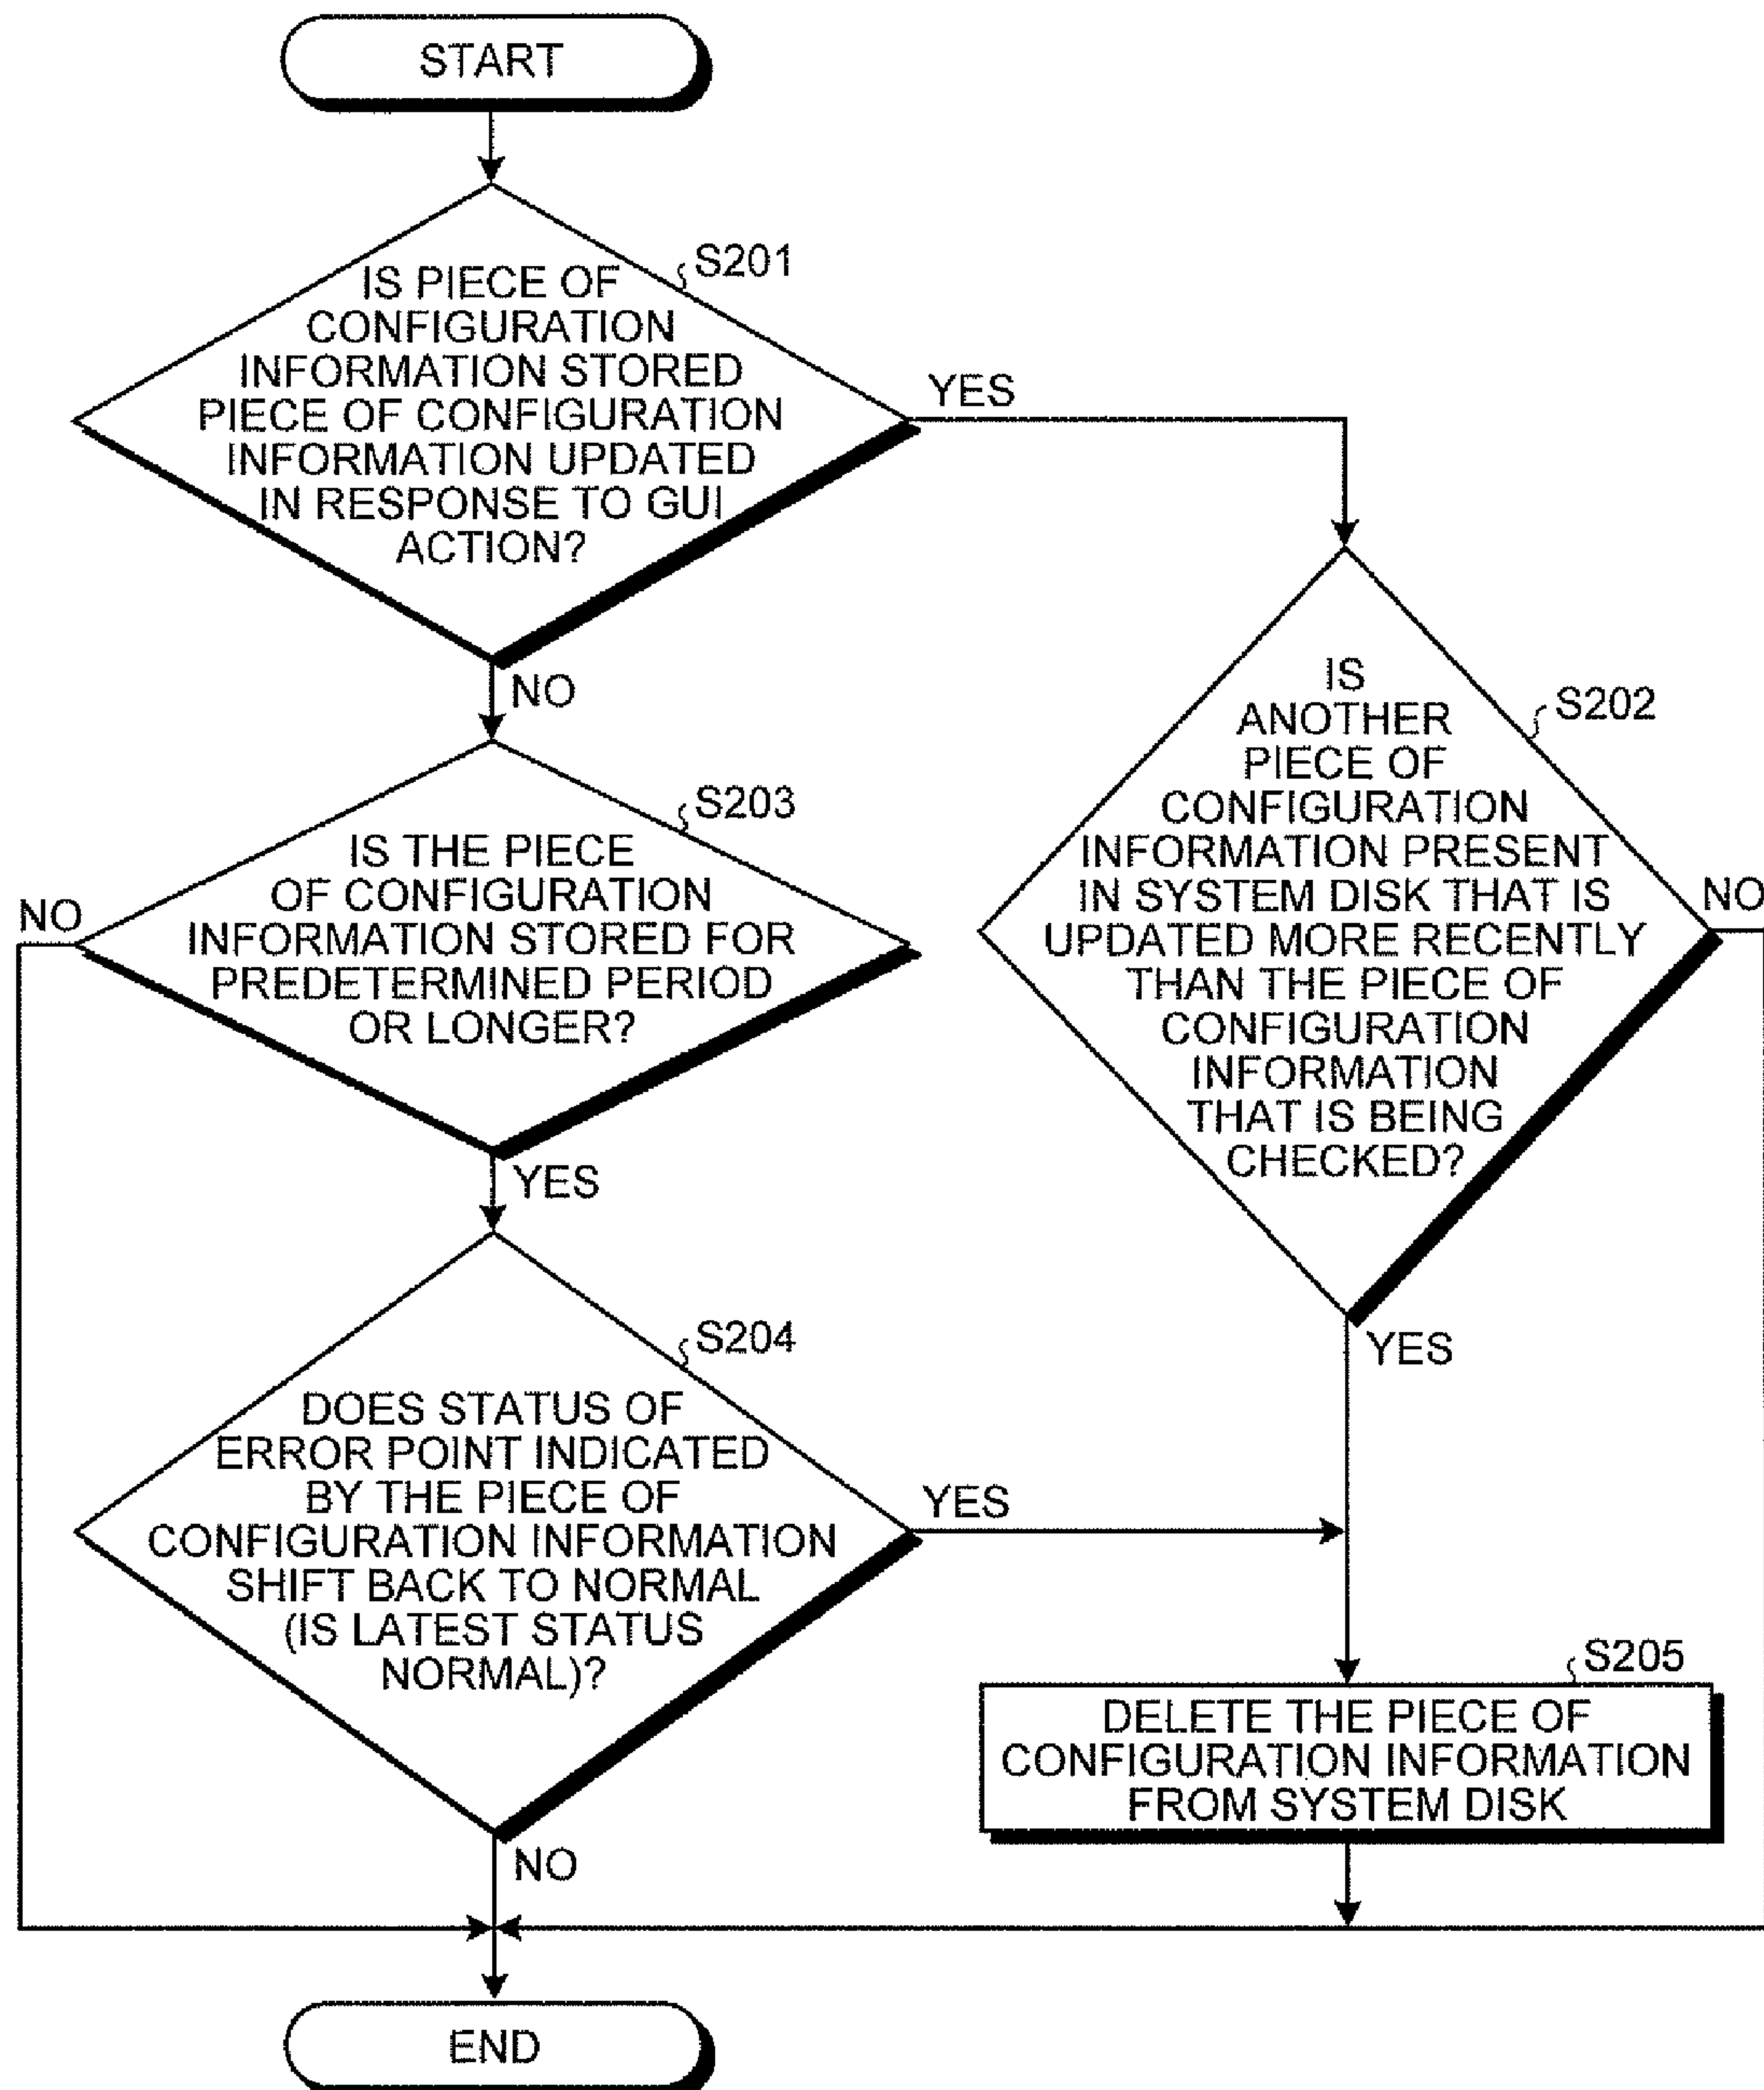 START
S201
IS PIECE OF
CONFIGURATION
INFORMATION STORED
PIECE OF CONFIGURATION
INFORMATION UPDATED
IN RESPONSE TO GUI
ACTION?
YES
NO
S202
IS
ANOTHER
PIECE OF
CONFIGURATION
INFORMATION PRESENT
IN SYSTEM DISK THAT IS
UPDATED MORE RECENTLY
THAN THE PIECE OF
CONFIGURATION
INFORMATION
THAT IS BEING
CHECKED?
NO
YES
S203
IS THE PIECE
OF CONFIGURATION
INFORMATION STORED FOR
PREDETERMINED PERIOD
OR LONGER?
NO
YES
S204
DOES STATUS OF
ERROR POINT INDICATED
BY THE PIECE OF
CONFIGURATION INFORMATION
SHIFT BACK TO NORMAL
(IS LATEST STATUS
NORMAL)?
YES
NO
S205
DELETE THE PIECE OF
CONFIGURATION INFORMATION
FROM SYSTEM DISK
END